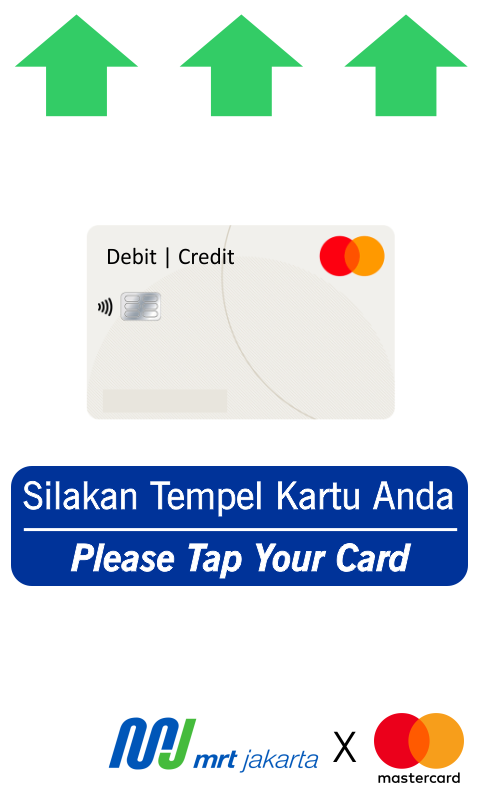 Debit | Credit
Silakan Tempel Kartu Anda
Please Tap Your Card
mrt jakarta X mastercard